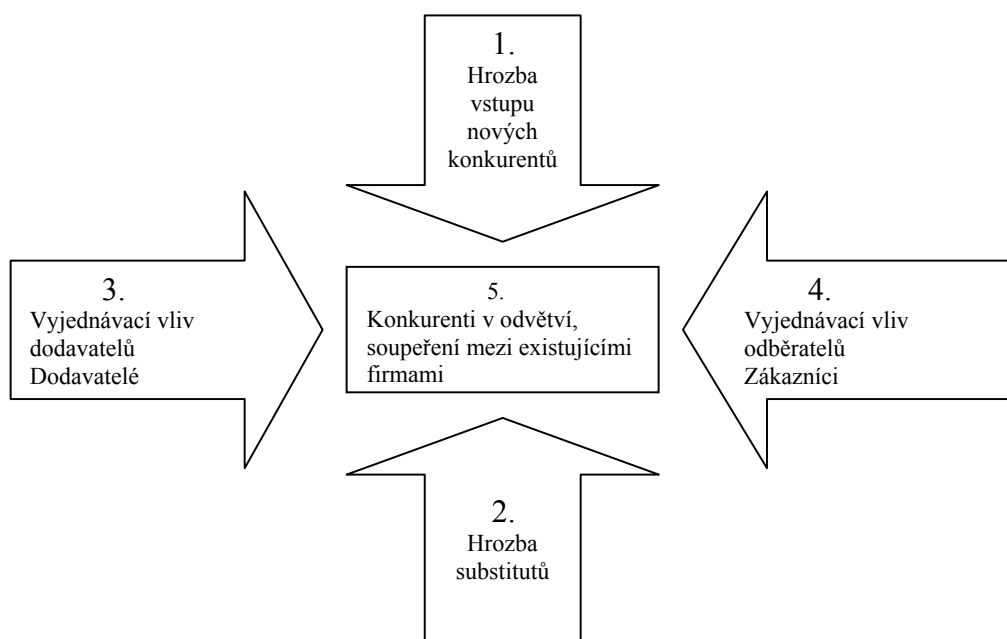 1.
Hrozba
vstupu
nových
konkurentů
3.
Vyjednávací vliv
dodavatelů
Dodavatelé
5.
Konkurenti v odvětví,
soupeření mezi existujícími
firmami
4.
Vyjednávací vliv
odběratelů
Zákazníci
2.
Hrozba
substitutů